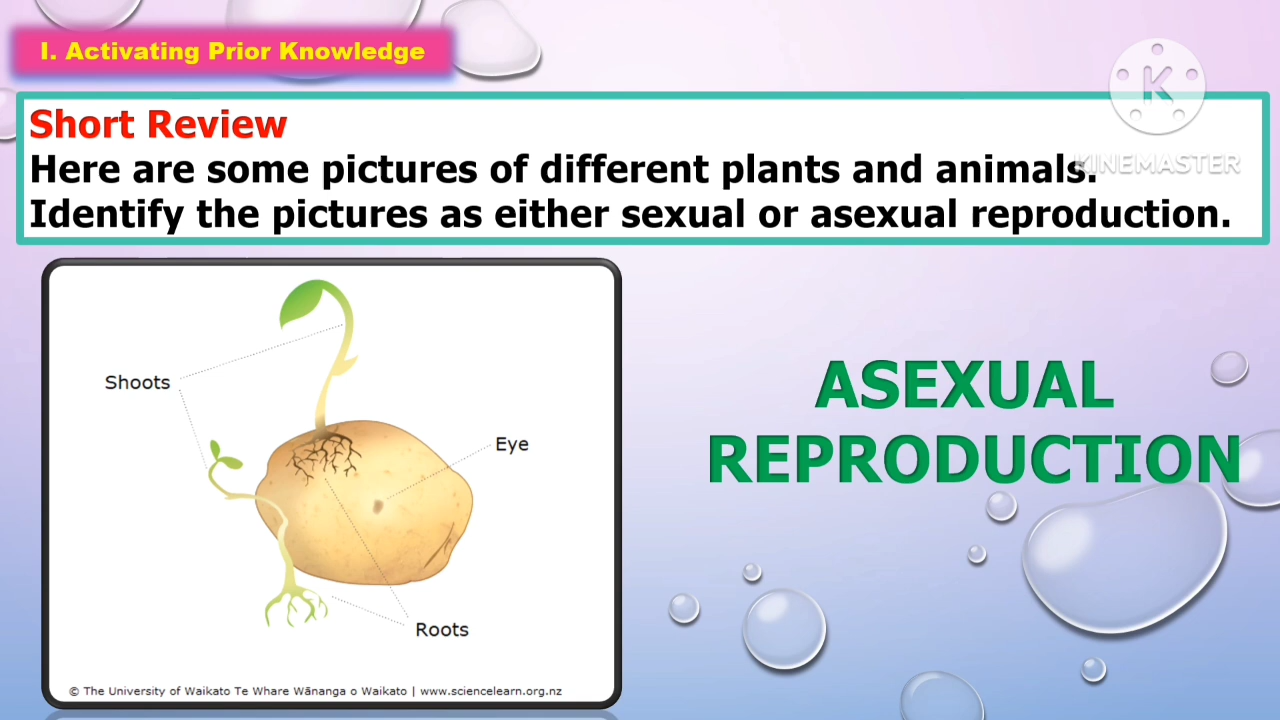 I. Activating Prior Knowledge
K
KINEMASTER
Short Review
Here are some pictures of different plants and animals.
Identify the pictures as either sexual or asexual reproduction.
Shoots
Eye
Roots
© The University of Waikato Te Whare Wānanga o Waikato | www.sciencelearn.org.nz
ASEXUAL
REPRODUCTION